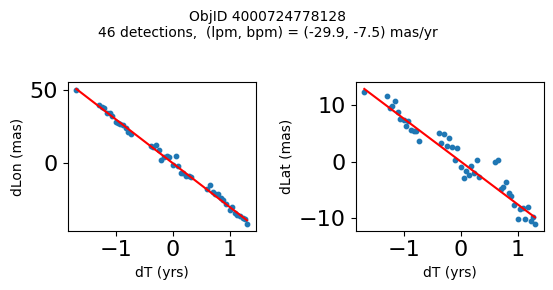 ObjID 4000724778128
46 detections, (lpm, bpm) = (-29.9, -7.5) mas/yr
50
0
dLon (mas)
−1
0
1
dT (yrs)
10
0
−10
dLat (mas)
−1
0
1
dT (yrs)